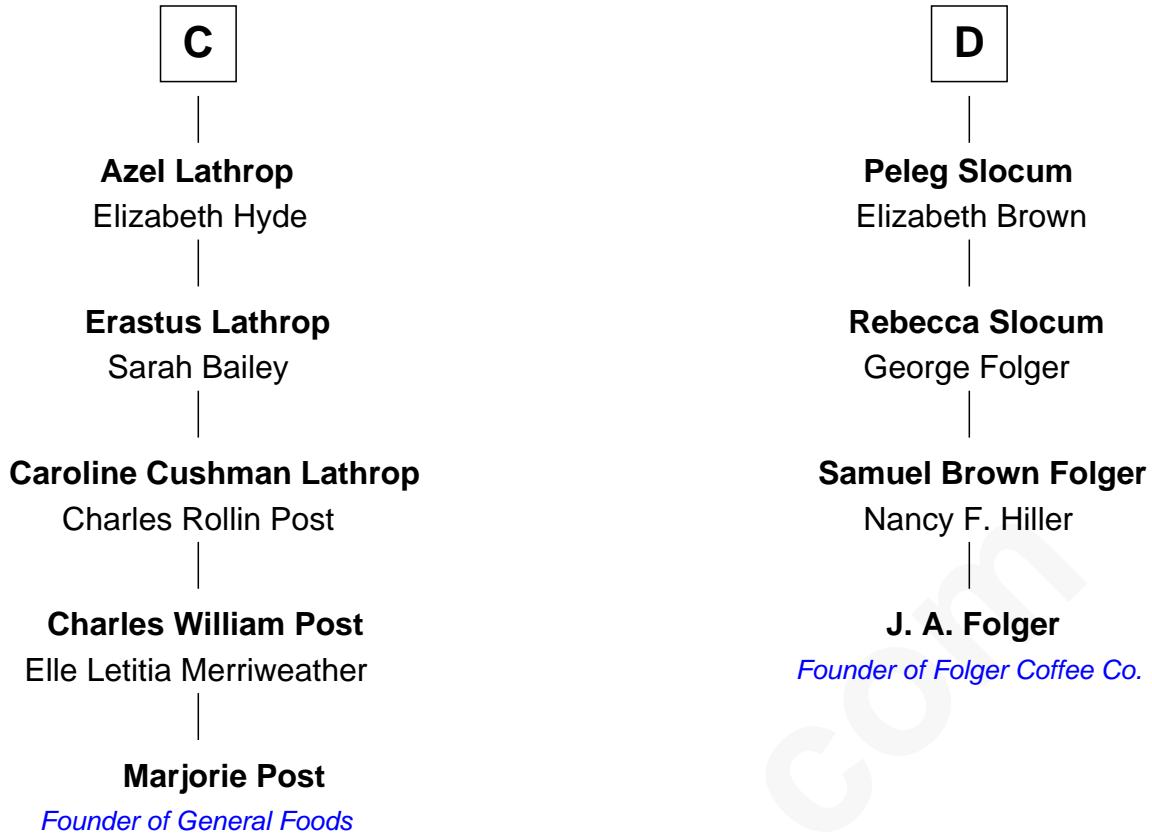 C
Azel Lathrop
Elizabeth Hyde
Erastus Lathrop
Sarah Bailey
Caroline Cushman Lathrop
Charles Rollin Post
Charles William Post
Elle Letitia Merriweather
Marjorie Post
Founder of General Foods
D
Peleg Slocum
Elizabeth Brown
Rebecca Slocum
George Folger
Samuel Brown Folger
Nancy F. Hiller
J. A. Folger
Founder of Folger Coffee Co.
com